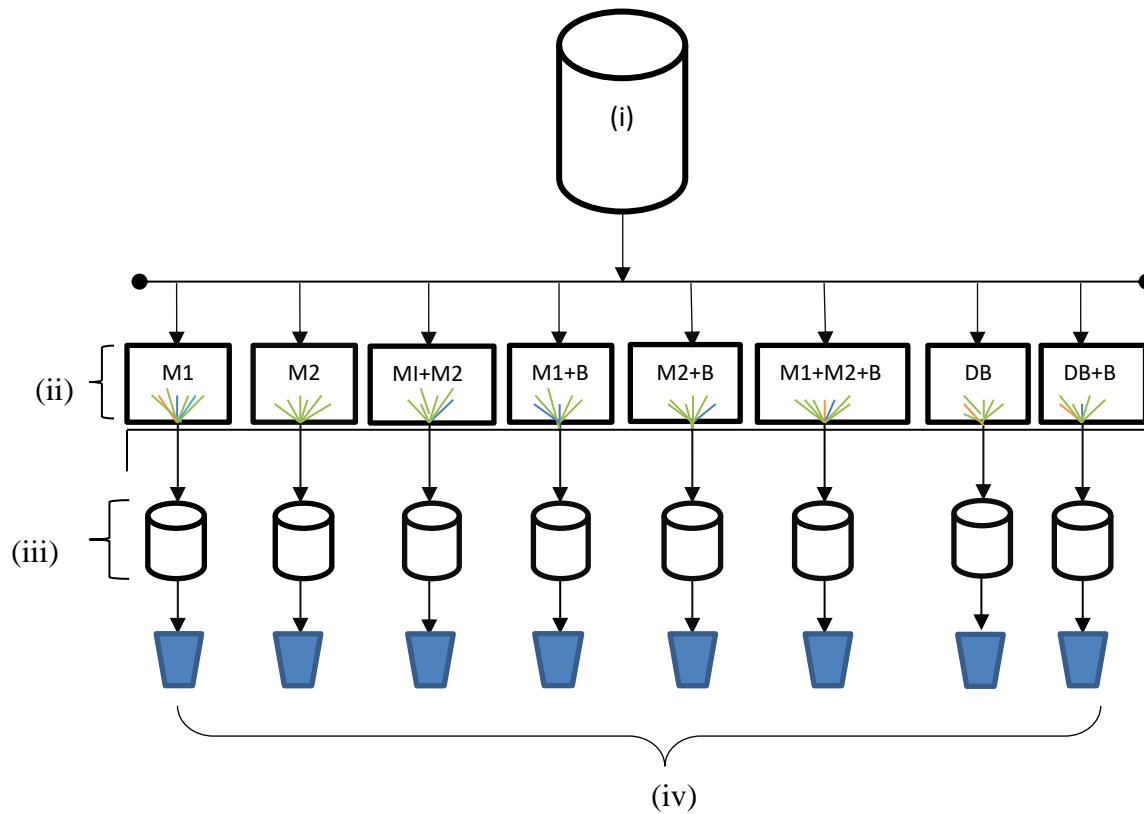 (i)
(ii)
M1
M2
MI+M2
M1+B
M2+B
M1+M2+B
DB
DB+B
(iii)
(iv)